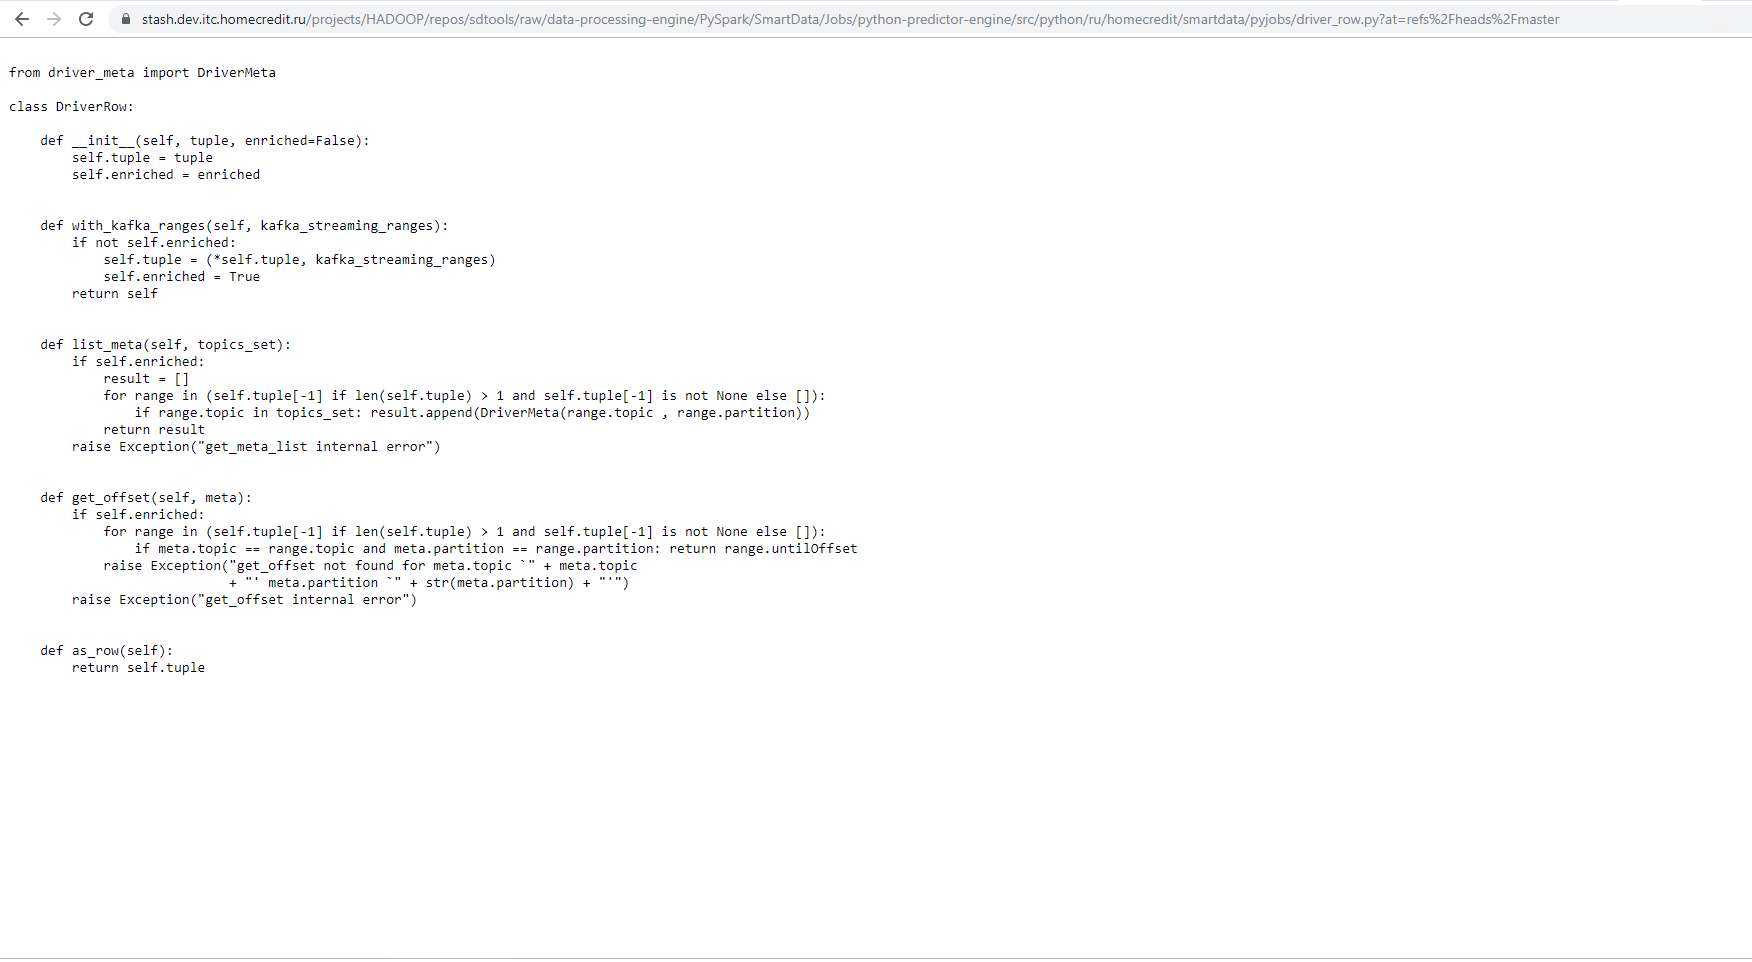 stash.dev.itc.homecredit.ru/projects/HADOOP/repos/sdtools/raw/data-processing-engine/PySpark/SmartData/Jobs/python-predictor-engine/src/python/ru/homecredit/smartdata/pyjobs/driver_row.py?at=refs%2Fheads%2Fmaster
from driver_meta import DriverMeta
class DriverRow:
    def __init__(self, tuple, enriched=False):
        self.tuple = tuple
        self.enriched = enriched
    def with_kafka_ranges(self, kafka_streaming_ranges):
        if not self.enriched:
            self.tuple = (*self.tuple, kafka_streaming_ranges)
            self.enriched = True
        return self
    def list_meta(self, topics_set):
        if self.enriched:
            result = []
            for range in (self.tuple[-1] if len(self.tuple) > 1 and self.tuple[-1] is not None else []):
                if range.topic in topics_set: result.append(DriverMeta(range.topic , range.partition))
            return result
        raise Exception("get_meta_list internal error")
    def get_offset(self, meta):
        if self.enriched:
            for range in (self.tuple[-1] if len(self.tuple) > 1 and self.tuple[-1] is not None else []):
                if meta.topic == range.topic and meta.partition == range.partition: return range.untilOffset
            raise Exception("get_offset not found for meta.topic `" + meta.topic
                            + "' meta.partition `" + str(meta.partition) + "'")
        raise Exception("get_offset internal error")
    def as_row(self):
        return self.tuple